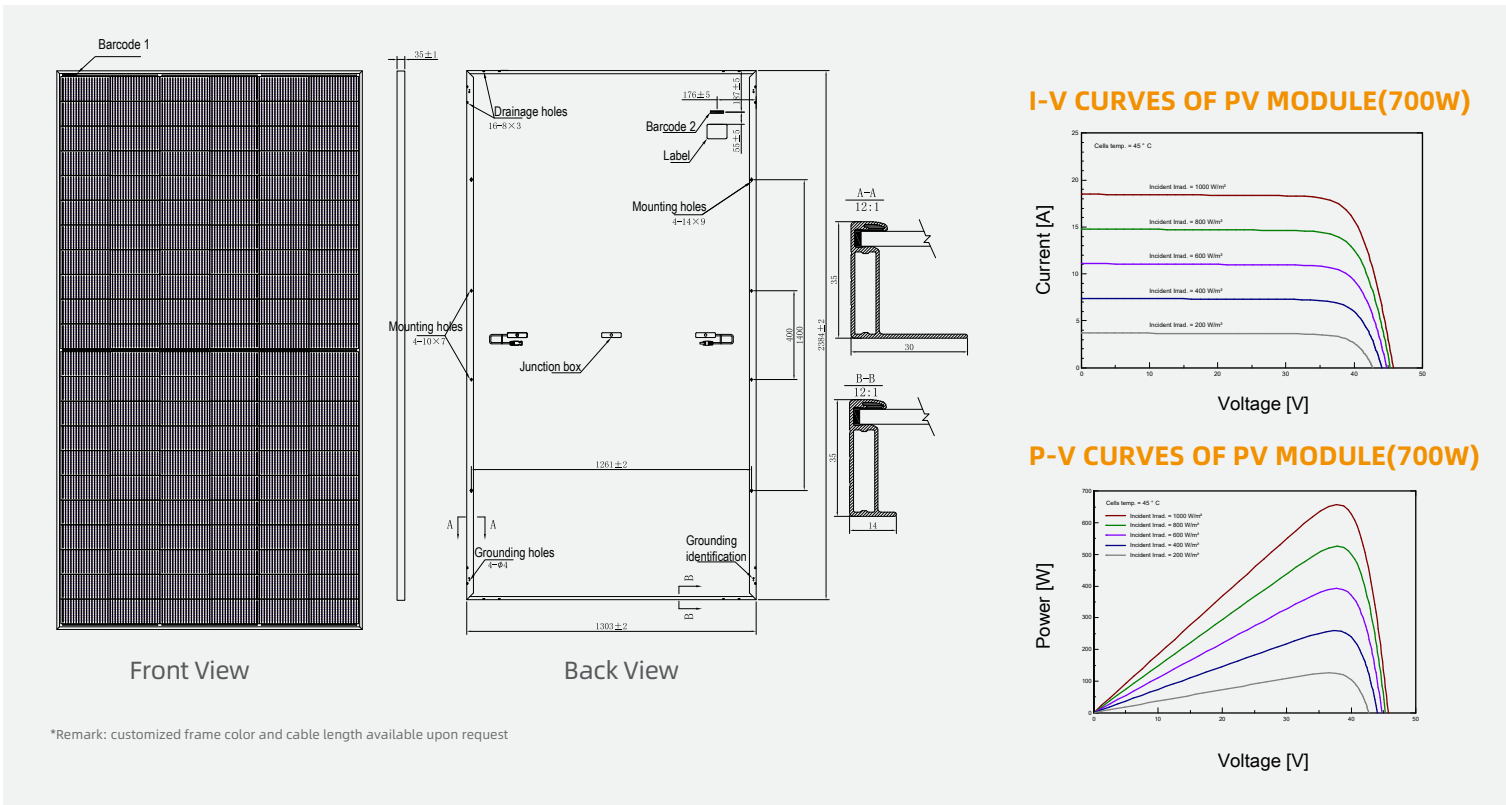 Barcode 1
35±1
Drainage holes
16-8×3
176±5
187±5
Barcode 2
55±5
Label
Mounting holes
4-14×9
Mounting holes
4-10×7
Junction box
400
1400
2384±2
1261±2
A
A
Grounding holes
4-ø4
Grounding
identification
B
B
1303±2
A-A
12:1
35
30
B-B
12:1
35
14
Front View
Back View
*Remark: customized frame color and cable length available upon request
I-V CURVES OF PV MODULE(700W)
Cells temp. = 45 ° C
Incident Irrad. = 1000 W/m²
Incident Irrad. = 800 W/m²
Incident Irrad. = 600 W/m²
Incident Irrad. = 400 W/m²
Incident Irrad. = 200 W/m²
25
20
15
10
5
0
0
10
20
30
40
50
Current [A]
Voltage [V]
P-V CURVES OF PV MODULE(700W)
Cells temp. = 45 ° C
Incident Irrad. = 1000 W/m²
Incident Irrad. = 800 W/m²
Incident Irrad. = 600 W/m²
Incident Irrad. = 400 W/m²
Incident Irrad. = 200 W/m²
700
600
500
400
300
200
100
0
0
10
20
30
40
50
Power [W]
Voltage [V]